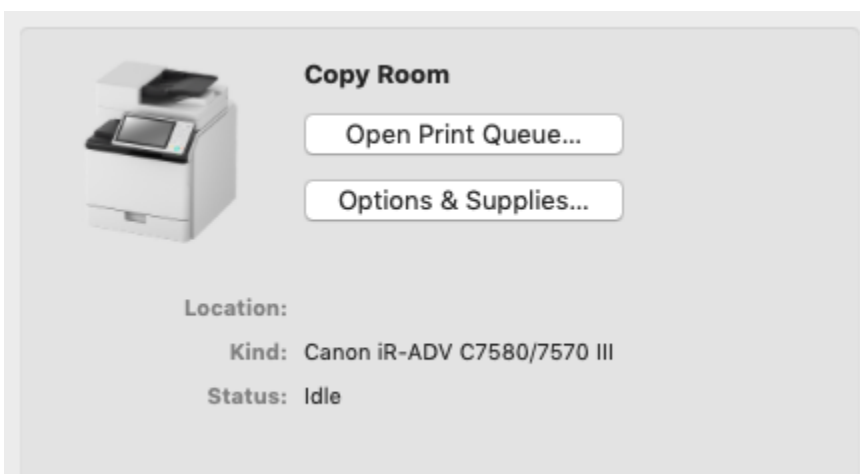 Copy Room
Open Print Queue...
Options & Supplies...
Location:
Kind: Canon iR-ADV C7580/7570 III
Status: Idle